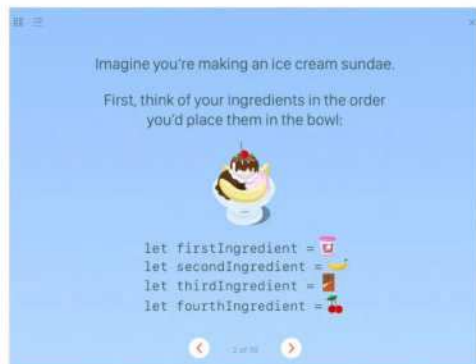 Imagine you're making an ice cream sundae.
First, think of your ingredients in the order
you'd place them in the bowl:
let firstIngredient =
let secondIngredient =
let thirdIngredient =
let fourthIngredient =